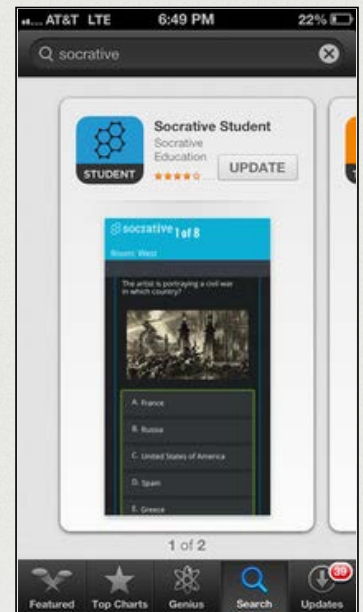 AT&T LTE 6:49 PM 22%
socrative
Socrative Student
Socrative
Education
UPDATE
STUDENT
socrative 1 of 8
Room: West
The artist is portraying a civil war
in which country?
A. France
B. Russia
C. United States of America
D. Spain
E. Greece
1 of 2
39
Featured Top Charts Genius Search Updates